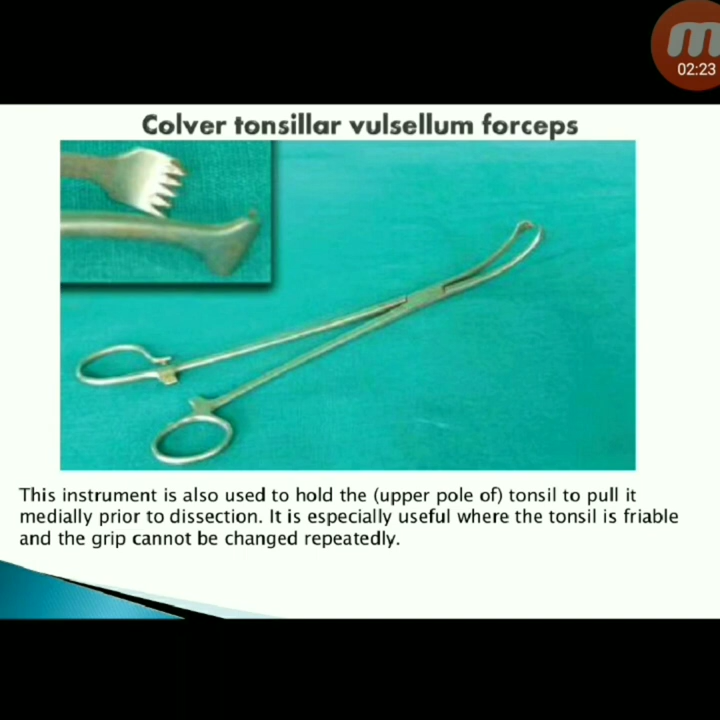 02:23
Colver tonsillar vulsellum forceps
This instrument is also used to hold the (upper pole of) tonsil to pull it
medially prior to dissection. It is especially useful where the tonsil is friable
and the grip cannot be changed repeatedly.